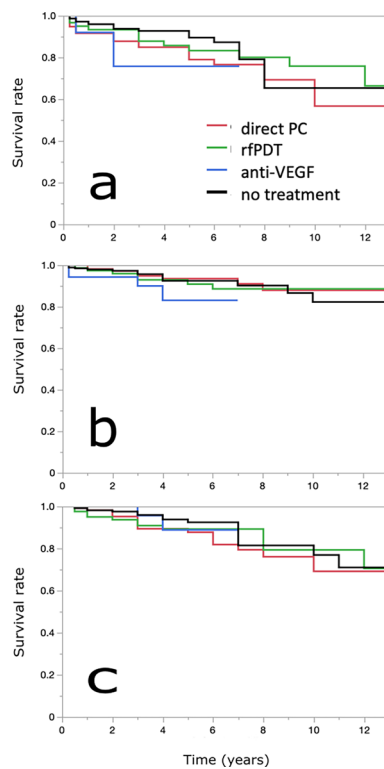 1.0
0.8
0.6
0.4
0.2
0
Survival rate
direct PC
rfPDT
anti-VEGF
no treatment
a
0 2 4 6 8 10 12
1.0
0.8
0.6
0.4
0.2
0
Survival rate
b
0 2 4 6 8 10 12
1.0
0.8
0.6
0.4
0.2
0
Survival rate
c
0 2 4 6 8 10 12
Time (years)